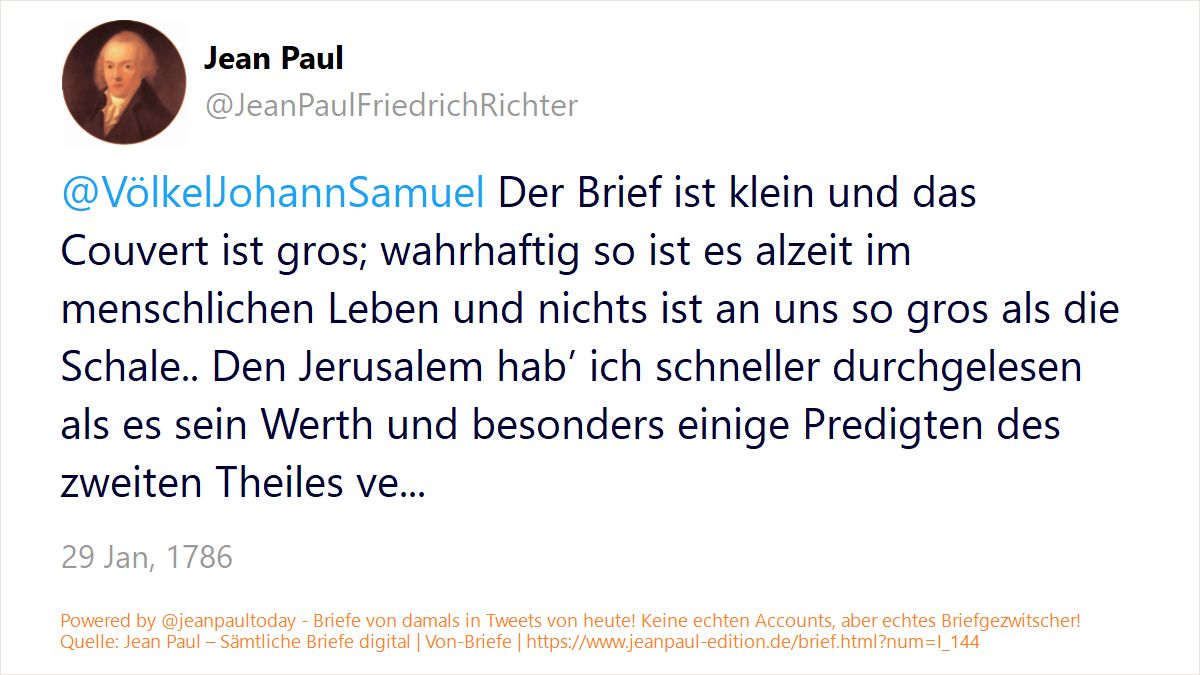 Jean Paul
@JeanPaulFriedrichRichter
@VölkelJohannSamuel Der Brief ist klein und das
Couvert ist gros; wahrhaftig so ist es alzeit im
menschlichen Leben und nichts ist an uns so gros als die
Schale.. Den Jerusalem hab’ ich schneller durchgelesen
als es sein Werth und besonders einige Predigten des
zweiten Theiles ve...
29 Jan, 1786
Powered by @jeanpaultoday - Briefe von damals in Tweets von heute! Keine echten Accounts, aber echtes Briefgezwitscher!
Quelle: Jean Paul – Sämtliche Briefe digital | Von-Briefe | https://www.jeanpaul-edition.de/brief.html?num=I_144